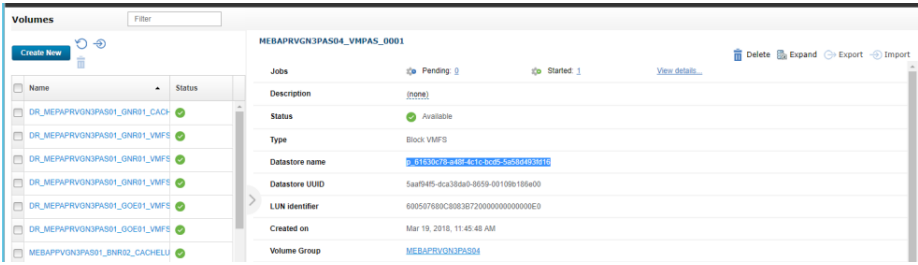 Volumes
Filter
Create New
Name
Status
DR_MEPAPRVGN3PAS01_GNR01_CACH
DR_MEPAPRVGN3PAS01_GNR01_VMFS
DR_MEPAPRVGN3PAS01_GNR01_VMFS
DR_MEPAPRVGN3PAS01_GNR01_VMFS
DR_MEPAPRVGN3PAS01_GOE01_VMFS
DR_MEPAPRVGN3PAS01_GOE01_VMFS
MEBAPPVGN3PAS01_BNR02_CACHELU
MEBAPRVGN3PAS04_VMPAS_0001
Delete Expand Export Import
Jobs Pending: 0 Started: 1 View details...
Description (none)
Status Available
Type Block VMFS
Datastore name p_61630c78-a48f-4c1c-bcd5-5a58d493fd16
Datastore UUID 5aaf94f5-dca38da0-8659-00109b186e00
LUN identifier 600507680C8083B720000000000000E0
Created on Mar 19, 2018, 11:45:48 AM
Volume Group MEBAPRVGN3PAS04